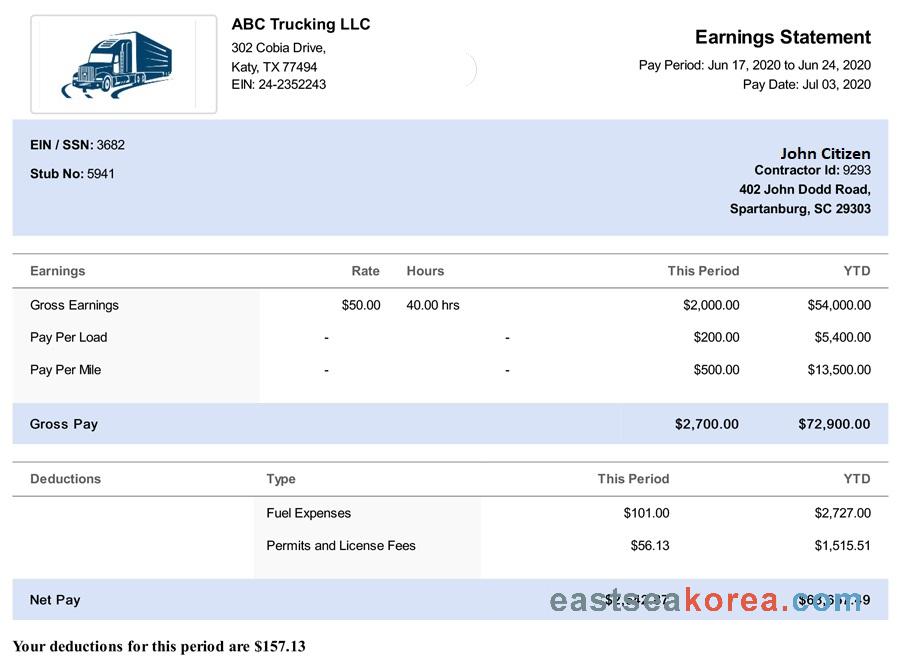 ABC Trucking LLC
302 Cobia Drive,
Katy, TX 77494
EIN: 24-2352243
Earnings Statement
Pay Period: Jun 17, 2020 to Jun 24, 2020
Pay Date: Jul 03, 2020
EIN / SSN: 3682
Stub No: 5941
John Citizen
Contractor Id: 9293
402 John Dodd Road,
Spartanburg, SC 29303
Earnings Rate Hours This Period YTD
Gross Earnings $50.00 40.00 hrs $2,000.00 $54,000.00
Pay Per Load - - $200.00 $5,400.00
Pay Per Mile - - $500.00 $13,500.00
Gross Pay $2,700.00 $72,900.00
Deductions Type This Period YTD
Fuel Expenses $101.00 $2,727.00
Permits and License Fees $56.13 $1,515.51
Net Pay
eastseakorea.com
Your deductions for this period are $157.13